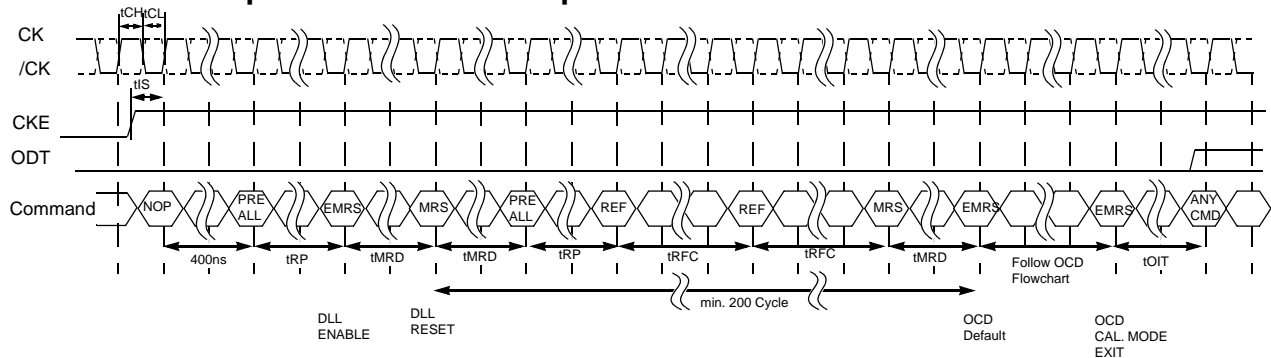 tCH tCL
CK
/CK
tIS
CKE
ODT
Command
NOP
PRE
ALL
EMRS
MRS
PRE
ALL
REF
REF
MRS
EMRS
EMRS
ANY
CMD
400ns
tRP
tMRD
tMRD
tRP
tRFC
tRFC
tMRD
Follow OCD
Flowchart
tOIT
min. 200 Cycle
DLL
ENABLE
DLL
RESET
OCD
Default
OCD
CAL. MODE
EXIT